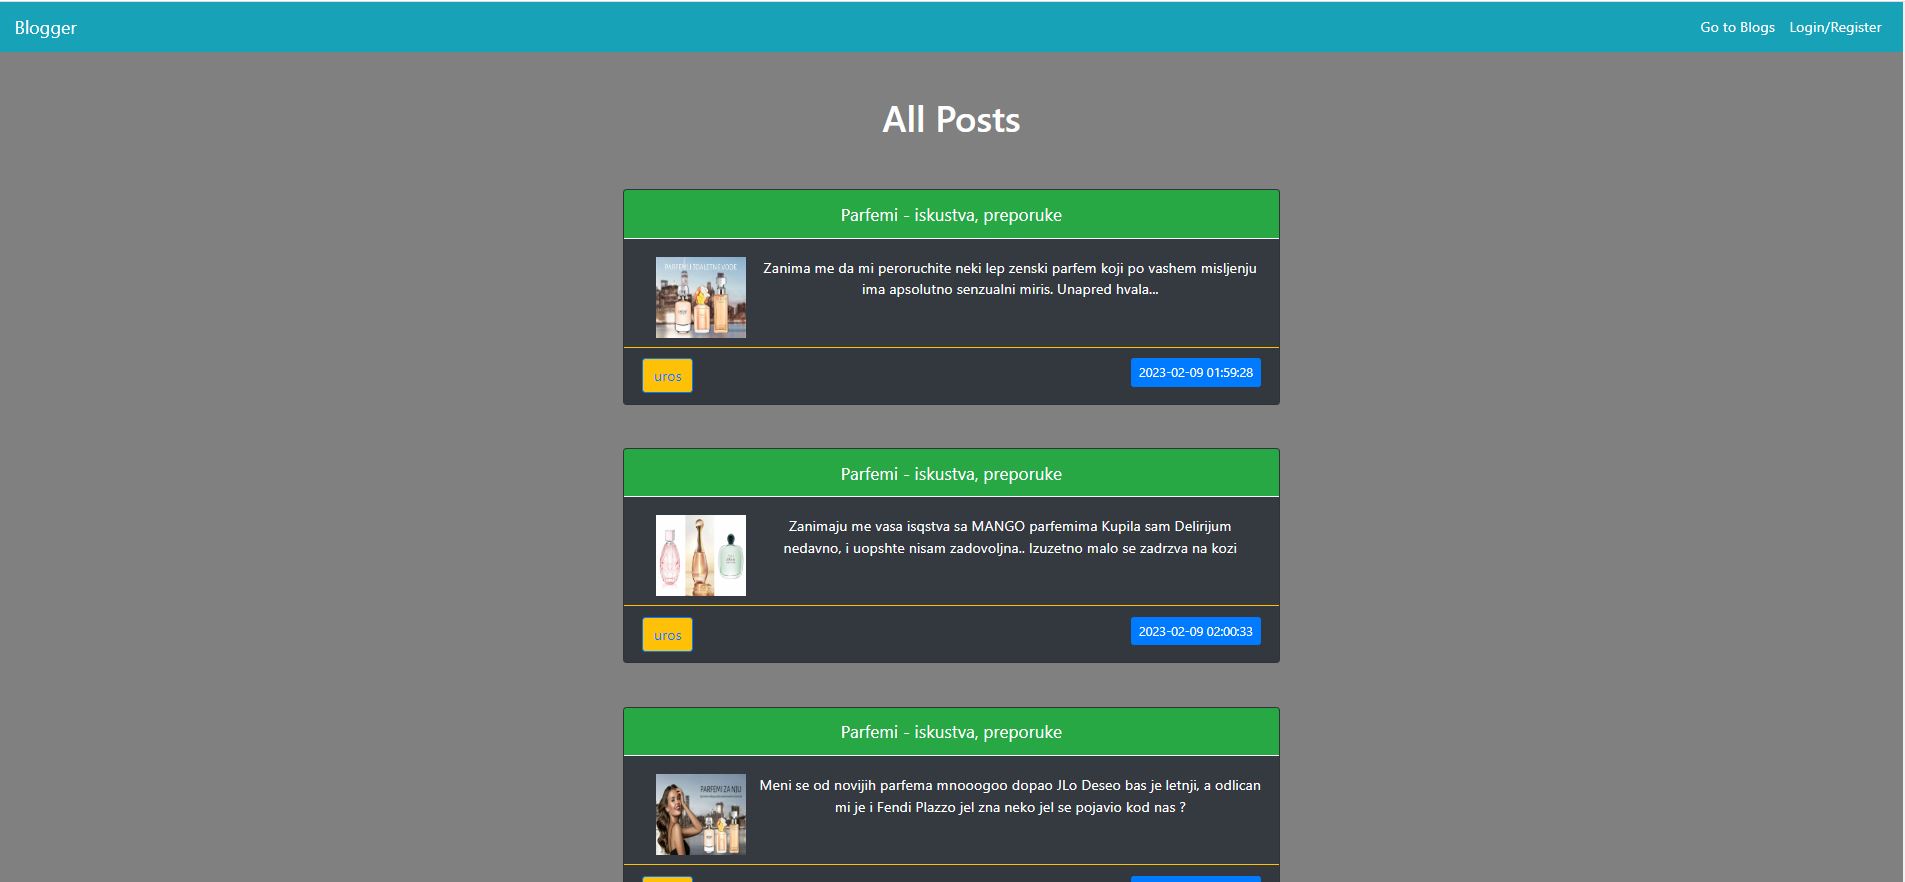 Blogger
Go to Blogs
Login/Register
All Posts
Parfemi - iskustva, preporuke
PARFEMI I TOALETNE VODE
Zanima me da mi peroruchite neki lep zenski parfem koji po vashem misljenju
ima apsolutno senzualni miris. Unapred hvala...
uros
2023-02-09 01:59:28
Parfemi - iskustva, preporuke
Zanimaju me vasa isqstva sa MANGO parfemima Kupila sam Delirijum
nedavno, i uopshte nisam zadovoljna.. Izuzetno malo se zadrzva na kozi
uros
2023-02-09 02:00:33
Parfemi - iskustva, preporuke
PARFEMI ZA NJU
Meni se od novijih parfema mnooogoo dopao JLo Deseo bas je letnji, a odlican
mi je i Fendi Plazzo jel zna neko jel se pojavio kod nas ?